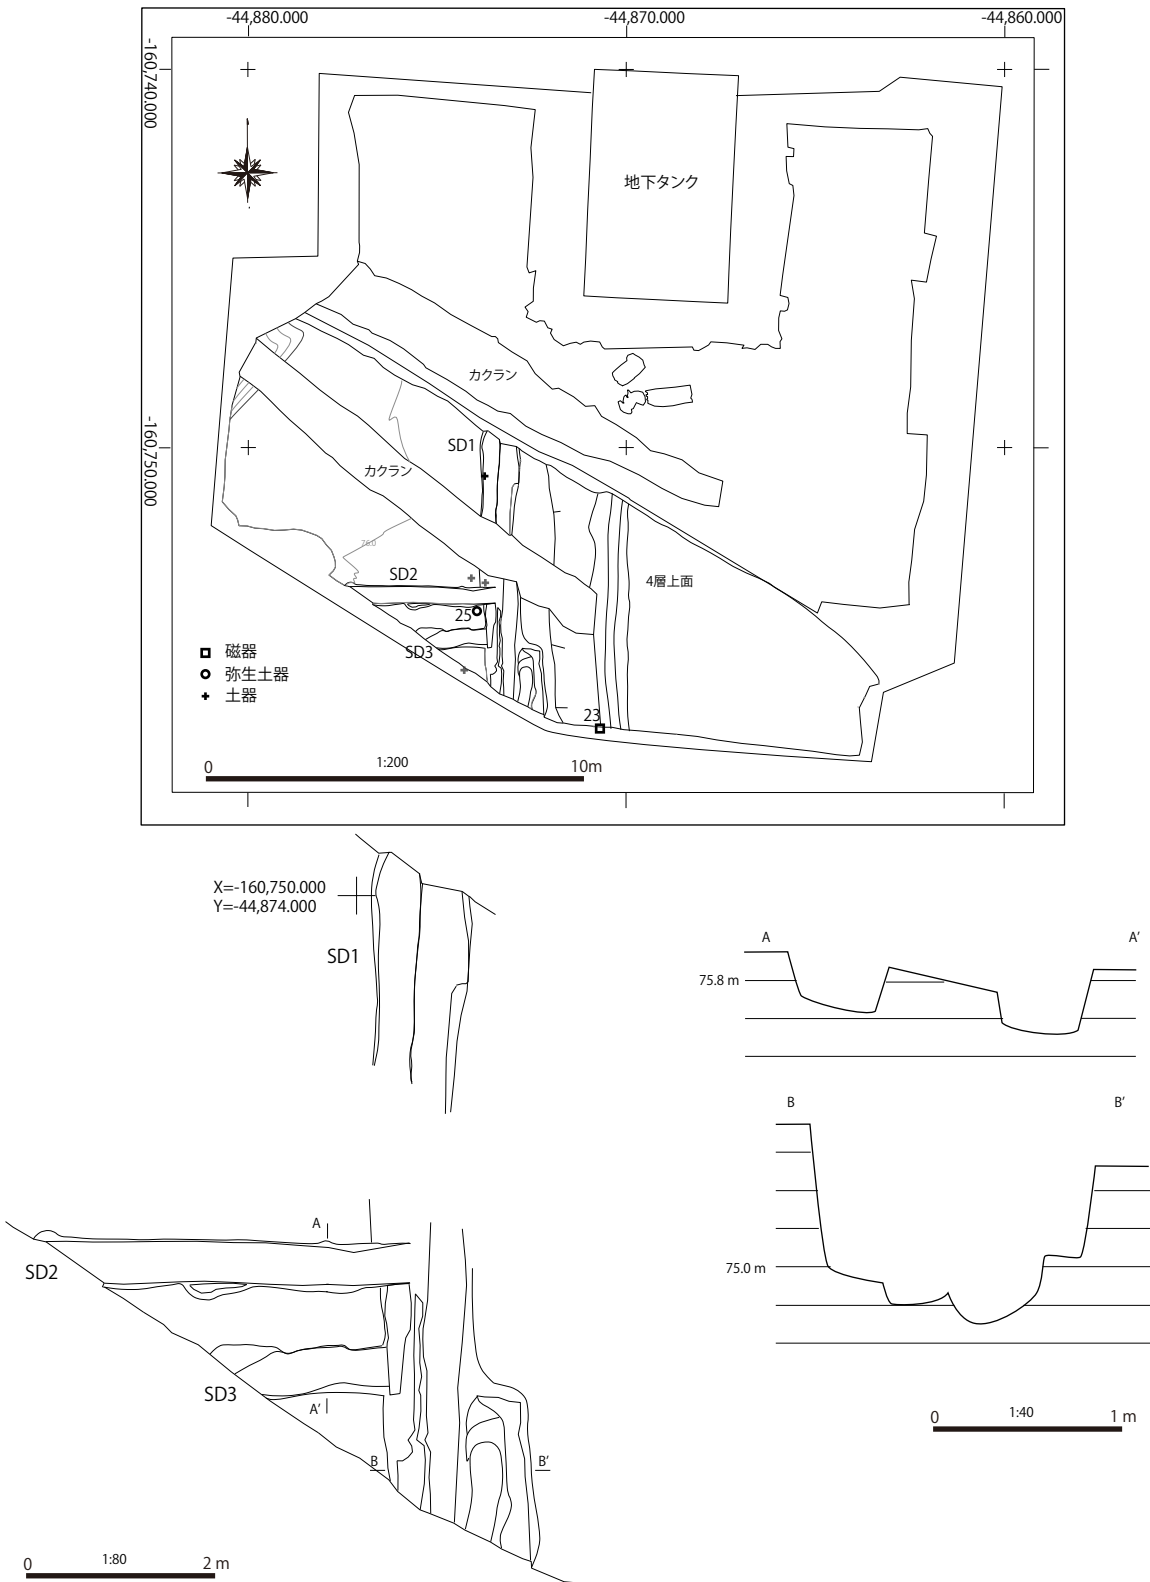 -44,880.000
-44,870.000
-44,860.000
-160,740.000
地下タンク
カクラン
-160,750.000
SD1
カクラン
76.0
4層上面
SD2
25
SD3
磁器
弥生土器
土器
23
0 1:200 10m
X=-160,750.000
Y=-44,874.000
SD1
A A’
75.8 m
B B’
75.0 m
A
SD2
SD3
A’
B B’
0 1:40 1 m
0 1:80 2 m